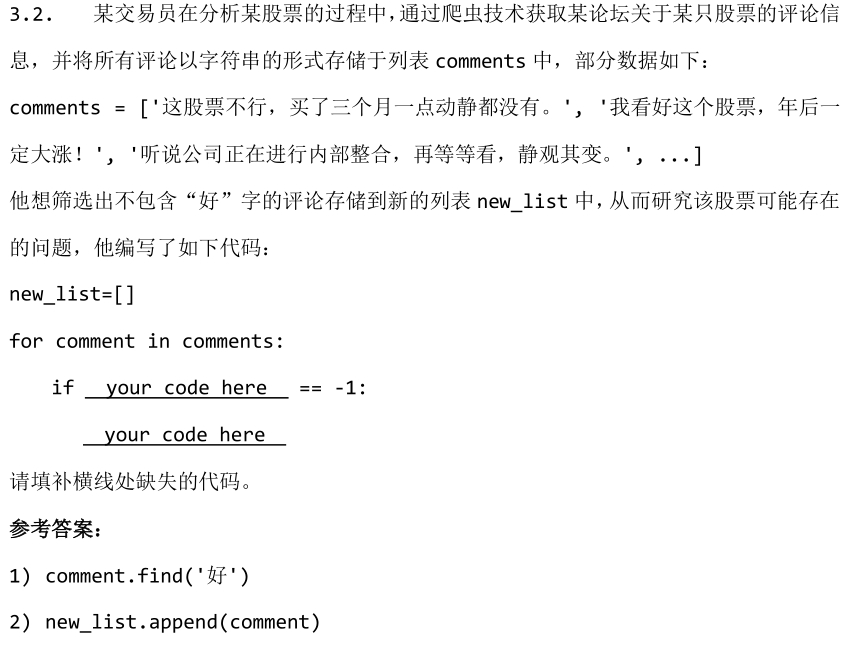 3.2. 某交易员在分析某股票的过程中，通过爬虫技术获取某论坛关于某只股票的评论信
息，并将所有评论以字符串的形式存储于列表 comments 中，部分数据如下：
comments = ['这股票不行，买了三个月一点动静都没有。', '我看好这个股票，年后一
定大涨！', '听说公司正在进行内部整合，再等等看，静观其变。', ...]
他想筛选出不包含“好”字的评论存储到新的列表 new_list 中，从而研究该股票可能存在
的问题，他编写了如下代码：
new_list=[]
for comment in comments:
if your code here == -1:
your code here
请填补横线处缺失的代码。
参考答案：
1) comment.find('好')
2) new_list.append(comment)